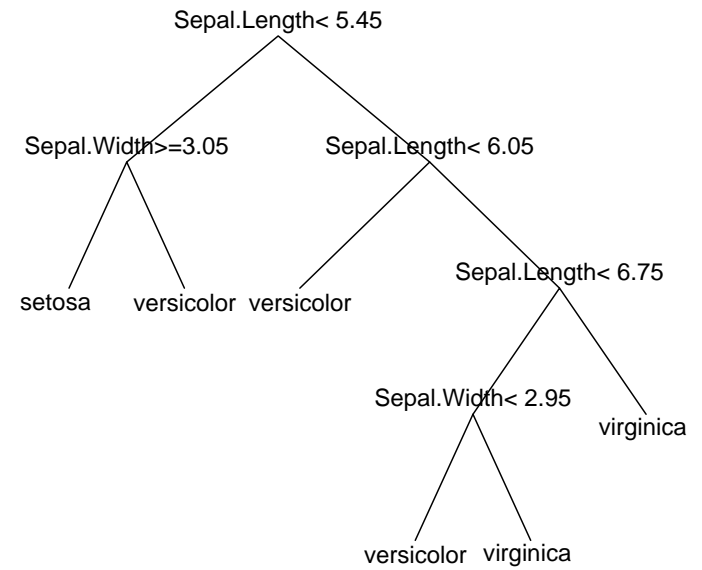 Sepal.Length< 5.45
Sepal.Width>=3.05
Sepal.Length< 6.05
Sepal.Length< 6.75
setosa
versicolor
versicolor
Sepal.Width< 2.95
virginica
versicolor
virginica